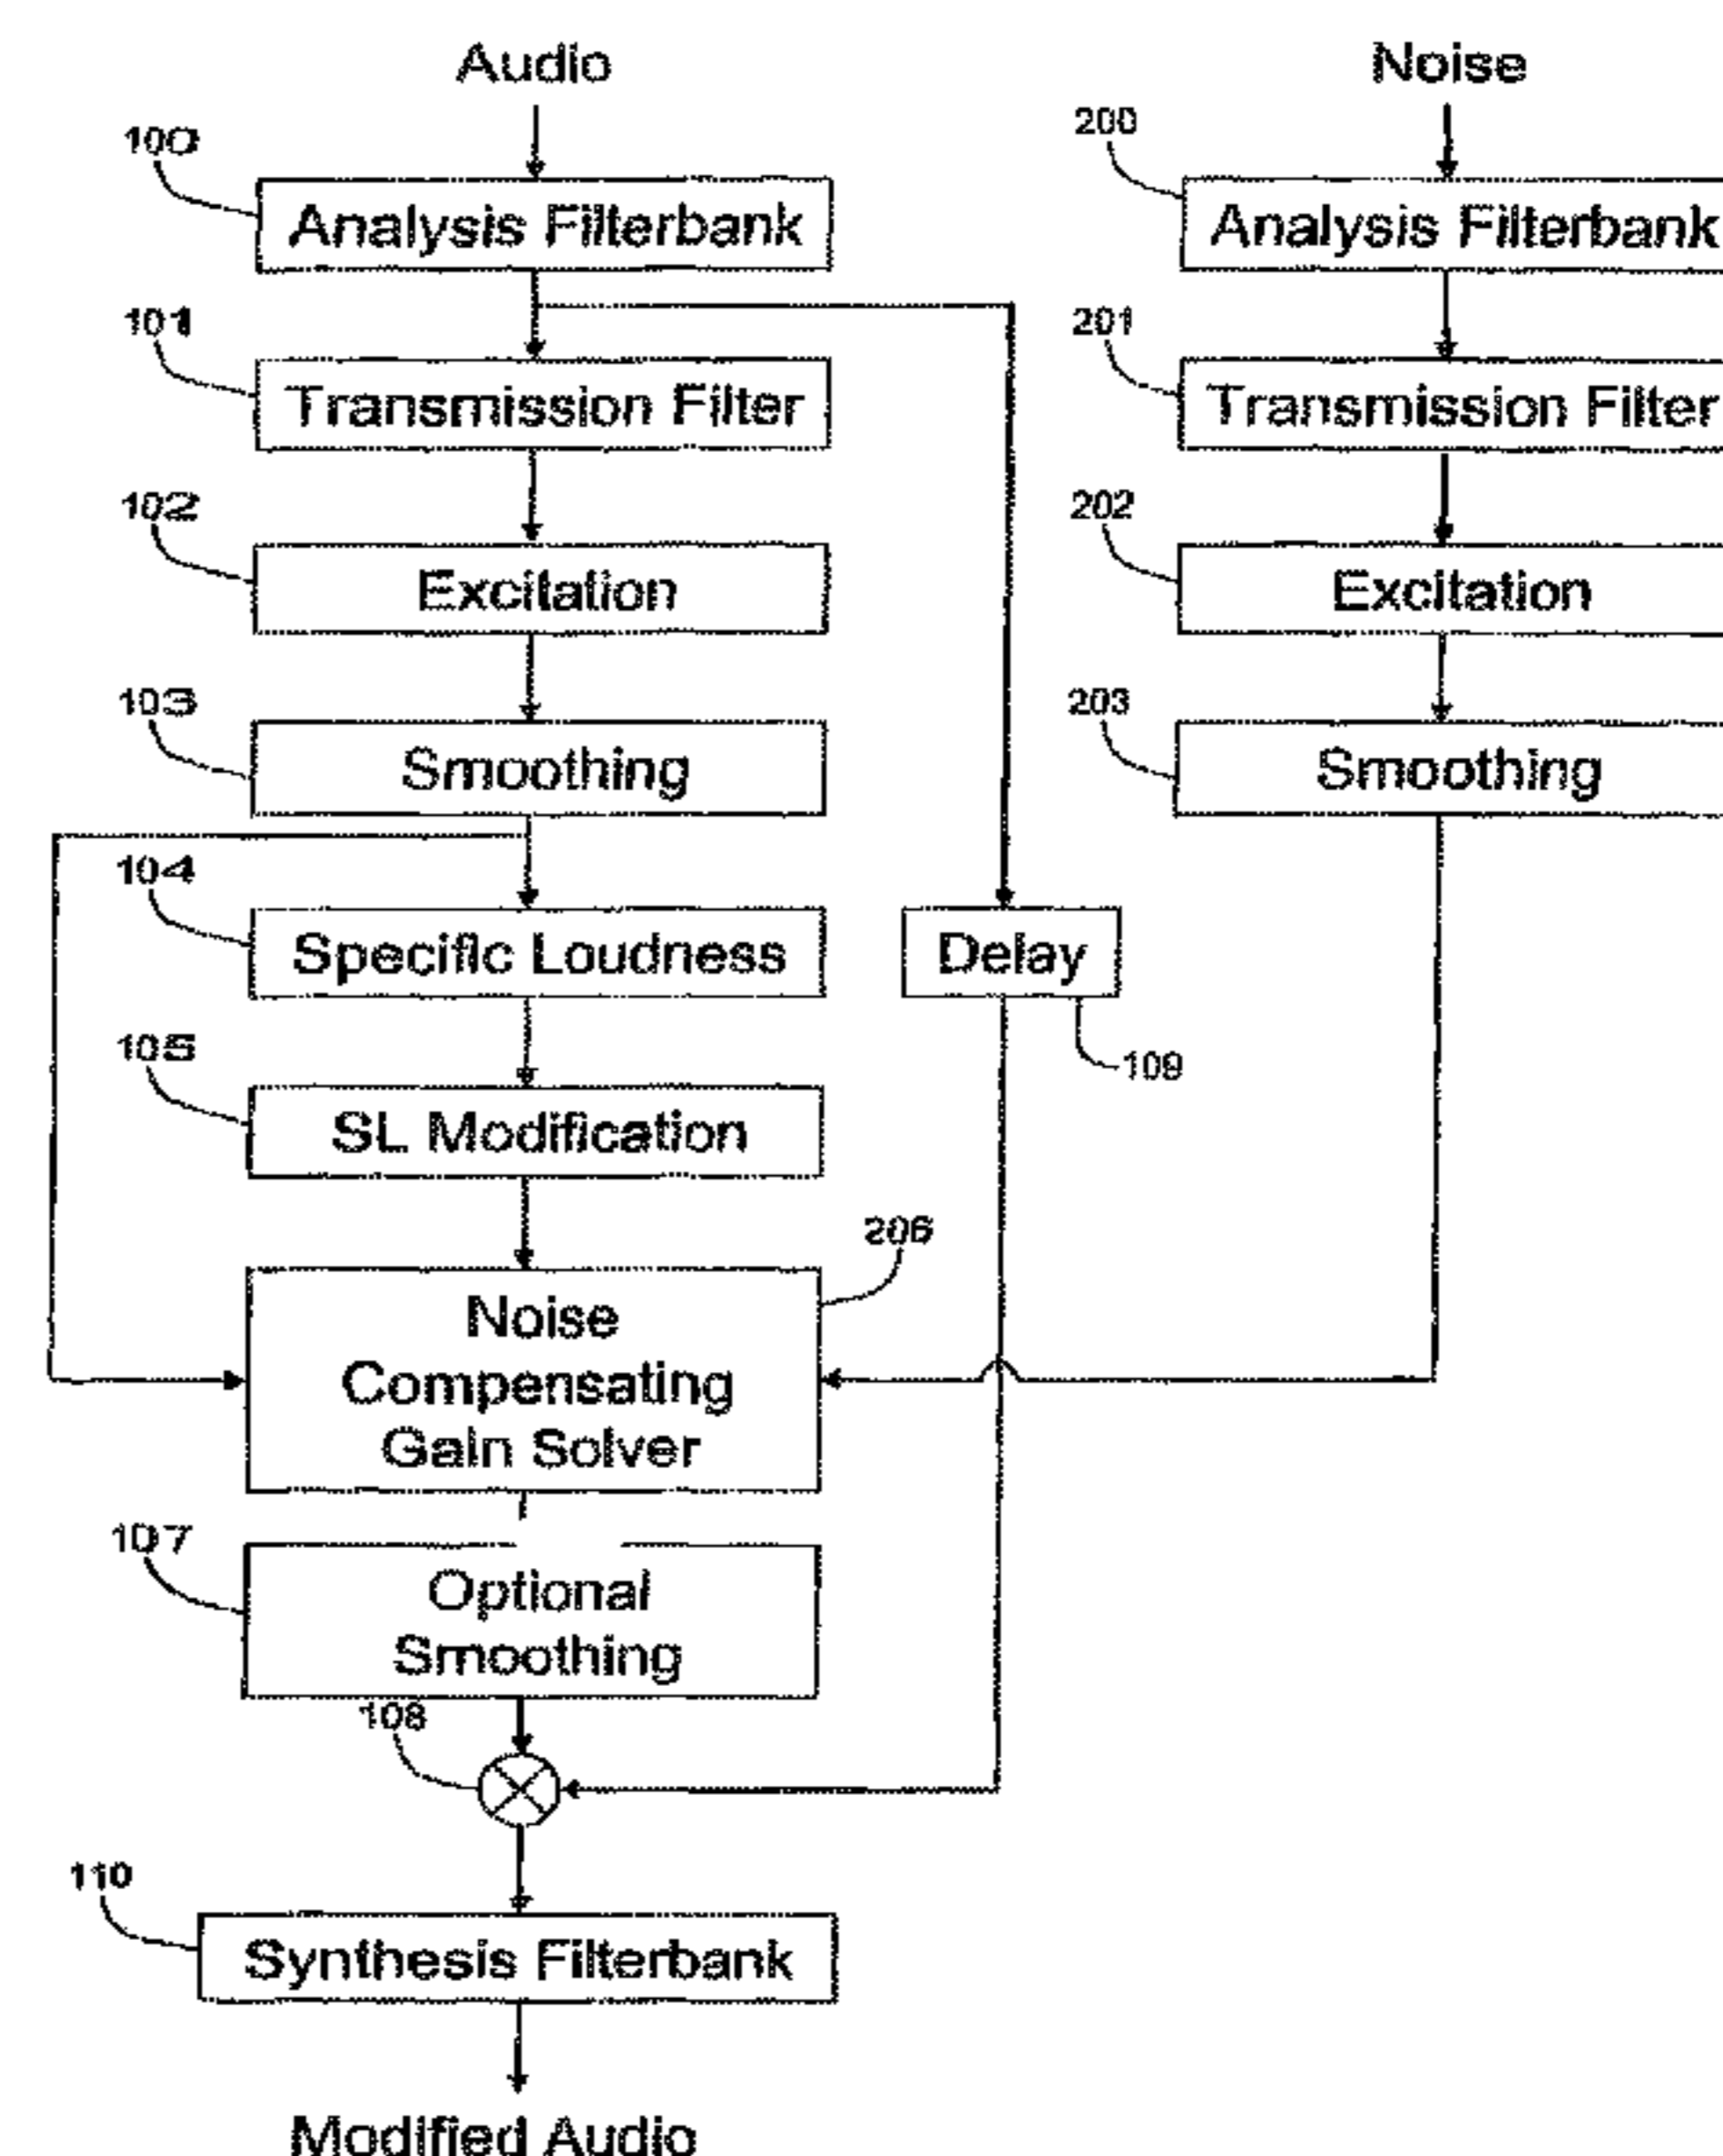 Audio
Noise
100
200
Analysis Filterbank
Analysis Filterbank
101
201
Transmission Filter
Transmission Filter
102
202
Excitation
Excitation
103
203
Smoothing
Smoothing
104
Specific Loudness
Delay
105
109
SL Modification
206
Noise
Compensating
Gain Solver
107
Optional
Smoothing
108
110
Synthesis Filterbank
Modified Audio